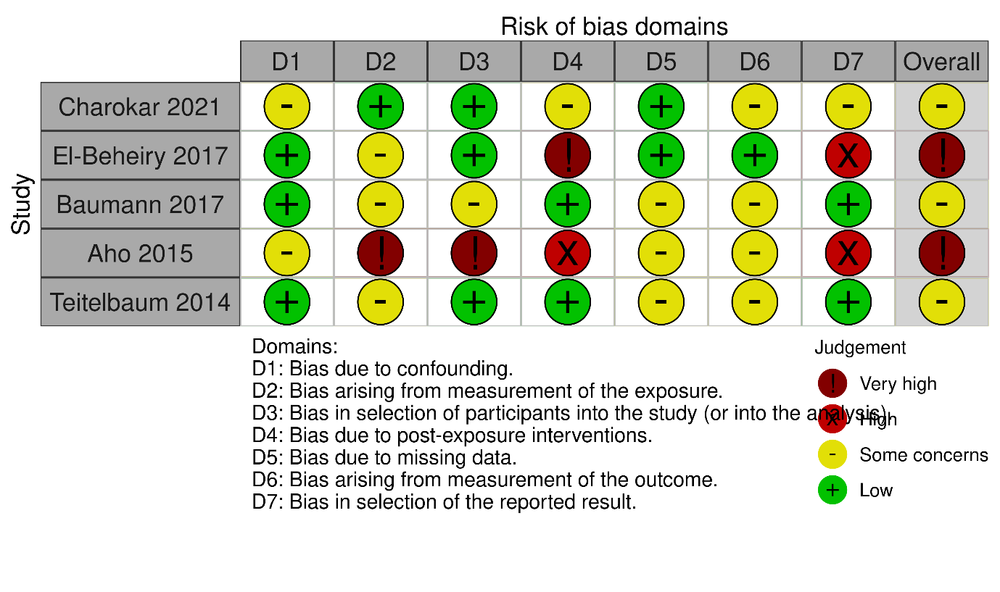 Risk of bias domains
D1 D2 D3 D4 D5 D6 D7 Overall
Study
Charokar 2021 - + + - + - - -
El-Beheiry 2017 + - + ! + + X !
Baumann 2017 + - - + - - + -
Aho 2015 - ! ! X - - X !
Teitelbaum 2014 + - + + - - + -
Domains:
D1: Bias due to confounding.
D2: Bias arising from measurement of the exposure.
D3: Bias in selection of participants into the study (or into the analysis).
D4: Bias due to post-exposure interventions.
D5: Bias due to missing data.
D6: Bias arising from measurement of the outcome.
D7: Bias in selection of the reported result.
Judgement
! Very high
X High
- Some concerns
+ Low